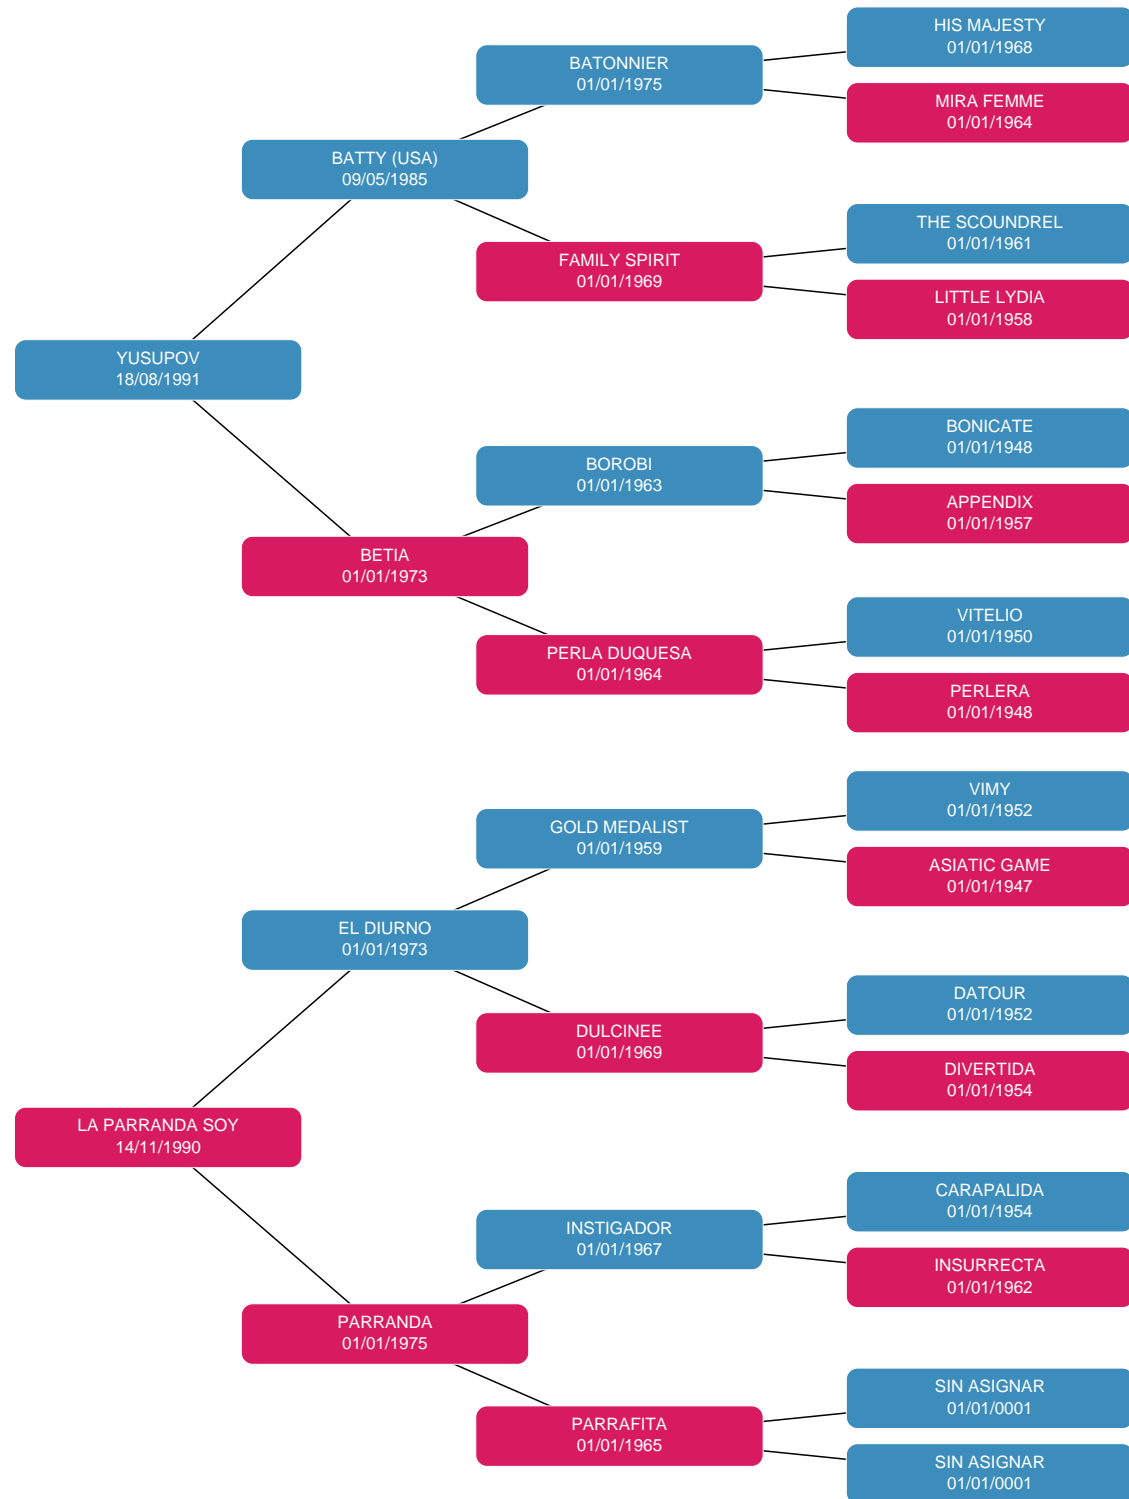 HIS MAJESTY
01/01/1968
BATONNIER
01/01/1975
MIRA FEMME
01/01/1964
BATTY (USA)
09/05/1985
THE SCOUNDREL
01/01/1961
FAMILY SPIRIT
01/01/1969
LITTLE LYDIA
01/01/1958
YUSUPOV
18/08/1991
BONICATE
01/01/1948
BOROBI
01/01/1963
APPENDIX
01/01/1957
BETIA
01/01/1973
VITELIO
01/01/1950
PERLA DUQUESA
01/01/1964
PERLERA
01/01/1948
VIMY
01/01/1952
GOLD MEDALIST
01/01/1959
ASIATIC GAME
01/01/1947
EL DIURNO
01/01/1973
DATOUR
01/01/1952
DULCINEE
01/01/1969
DIVERTIDA
01/01/1954
LA PARRANDA SOY
14/11/1990
CARAPALIDA
01/01/1954
INSTIGADOR
01/01/1967
INSURRECTA
01/01/1962
PARRANDA
01/01/1975
SIN ASIGNAR
01/01/0001
PARRAFITA
01/01/1965
SIN ASIGNAR
01/01/0001